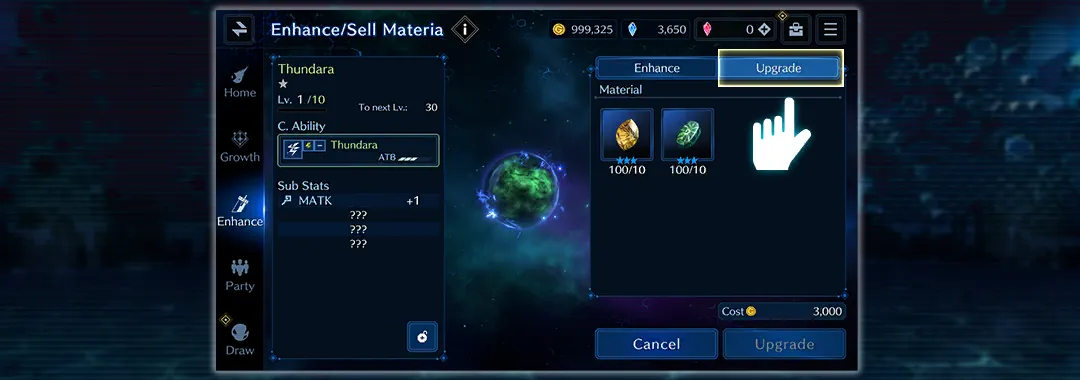 Enhance/Sell Materia i
999,325
3,650
0
Home
Growth
Enhance
Party
Draw
Thundara
Lv. 1 /10
To next Lv.: 30
C. Ability
Thundara
ATB
Sub Stats
MATK +1
???
???
???
Enhance
Upgrade
Material
100/10
100/10
Cost G 3,000
Cancel
Upgrade